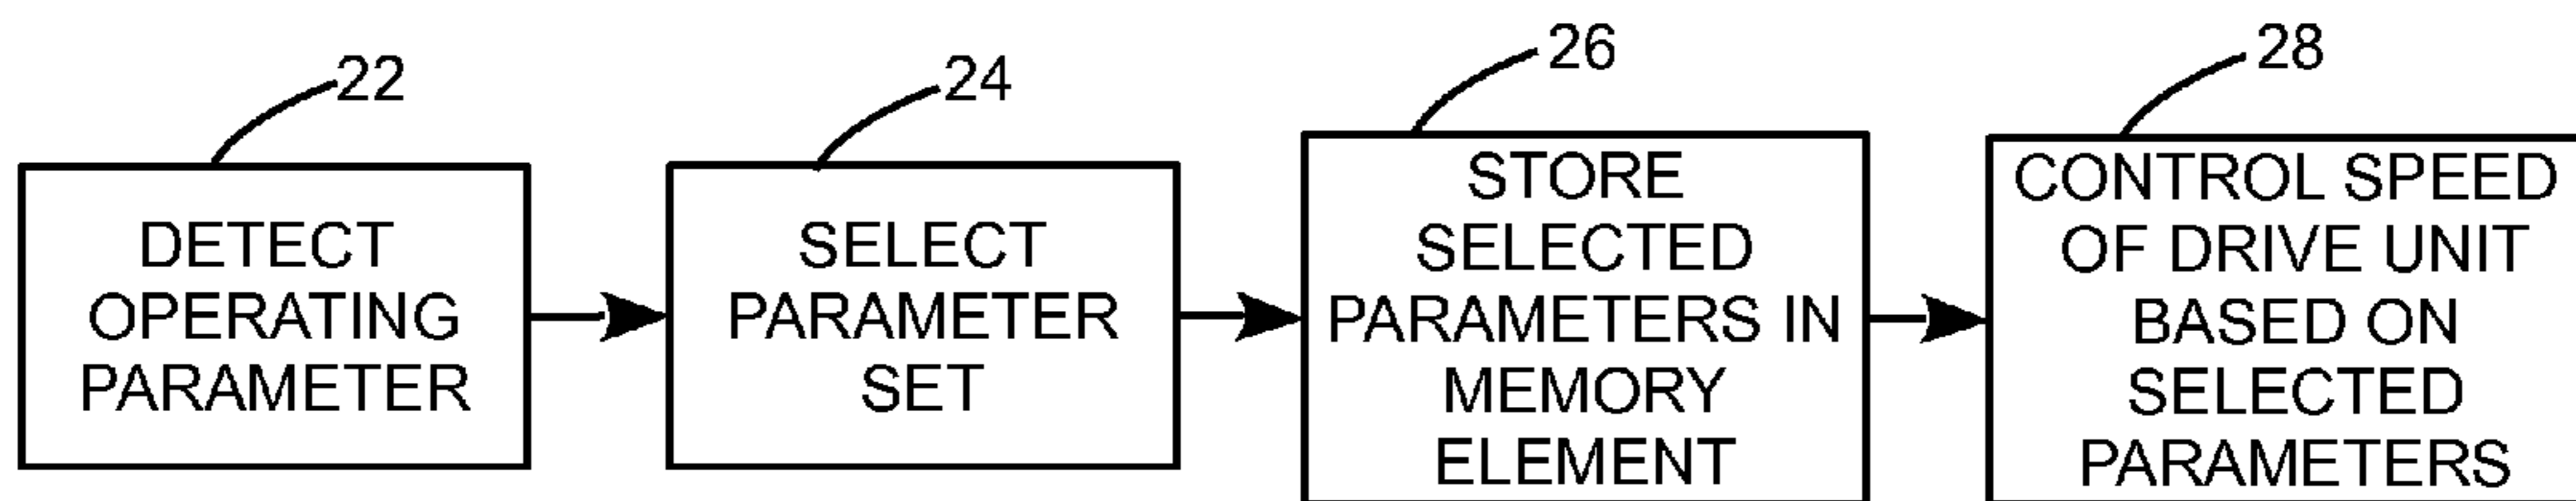 22
DETECT
OPERATING
PARAMETER
24
SELECT
PARAMETER
SET
26
STORE
SELECTED
PARAMETERS IN
MEMORY
ELEMENT
28
CONTROL SPEED
OF DRIVE UNIT
BASED ON
SELECTED
PARAMETERS